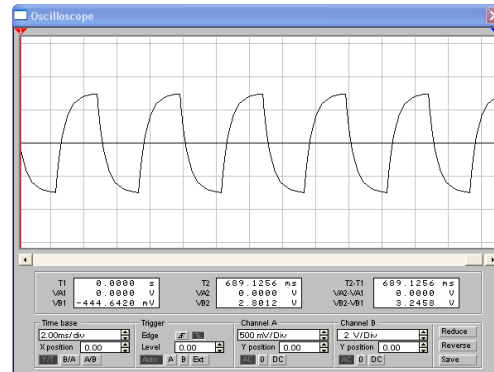 Oscilloscope
1
T1 0.0000 s T2 689.1256 ms T2-T1 689.1256 ms
VA1 0.0000 V VA2 0.0000 V VA2-VA1 0.0000 V
VB1 -444.6420 mV VB2 2.8012 V VB2-VB1 3.2458 V
Time base Trigger Channel A Channel B
Edge Reduce
2.00ms/div Level 0.00 500 mV/Div 2 V/Div
X position 0.00 Y position 0.00 Y position 0.00 Reverse
Y/T B/A A/B Auto A B Ext AC 0 DC AC 0 DC Save